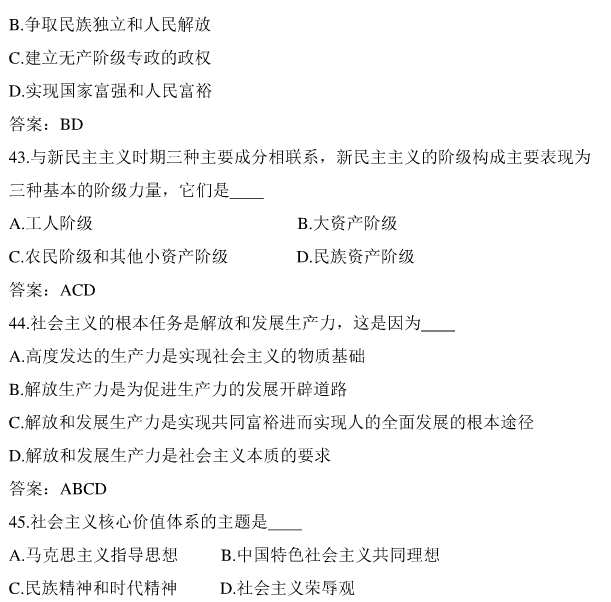 B.争取民族独立和人民解放
C.建立无产阶级专政的政权
D.实现国家富强和人民富裕
答案：BD
43.与新民主主义时期三种主要成分相联系，新民主主义的阶级构成主要表现为
三种基本的阶级力量，它们是____
A.工人阶级 B.大资产阶级
C.农民阶级和其他小资产阶级 D.民族资产阶级
答案：ACD
44.社会主义的根本任务是解放和发展生产力，这是因为____
A.高度发达的生产力是实现社会主义的物质基础
B.解放生产力是为促进生产力的发展开辟道路
C.解放和发展生产力是实现共同富裕进而实现人的全面发展的根本途径
D.解放和发展生产力是社会主义本质的要求
答案：ABCD
45.社会主义核心价值体系的主题是____
A.马克思主义指导思想 B.中国特色社会主义共同理想
C.民族精神和时代精神 D.社会主义荣辱观